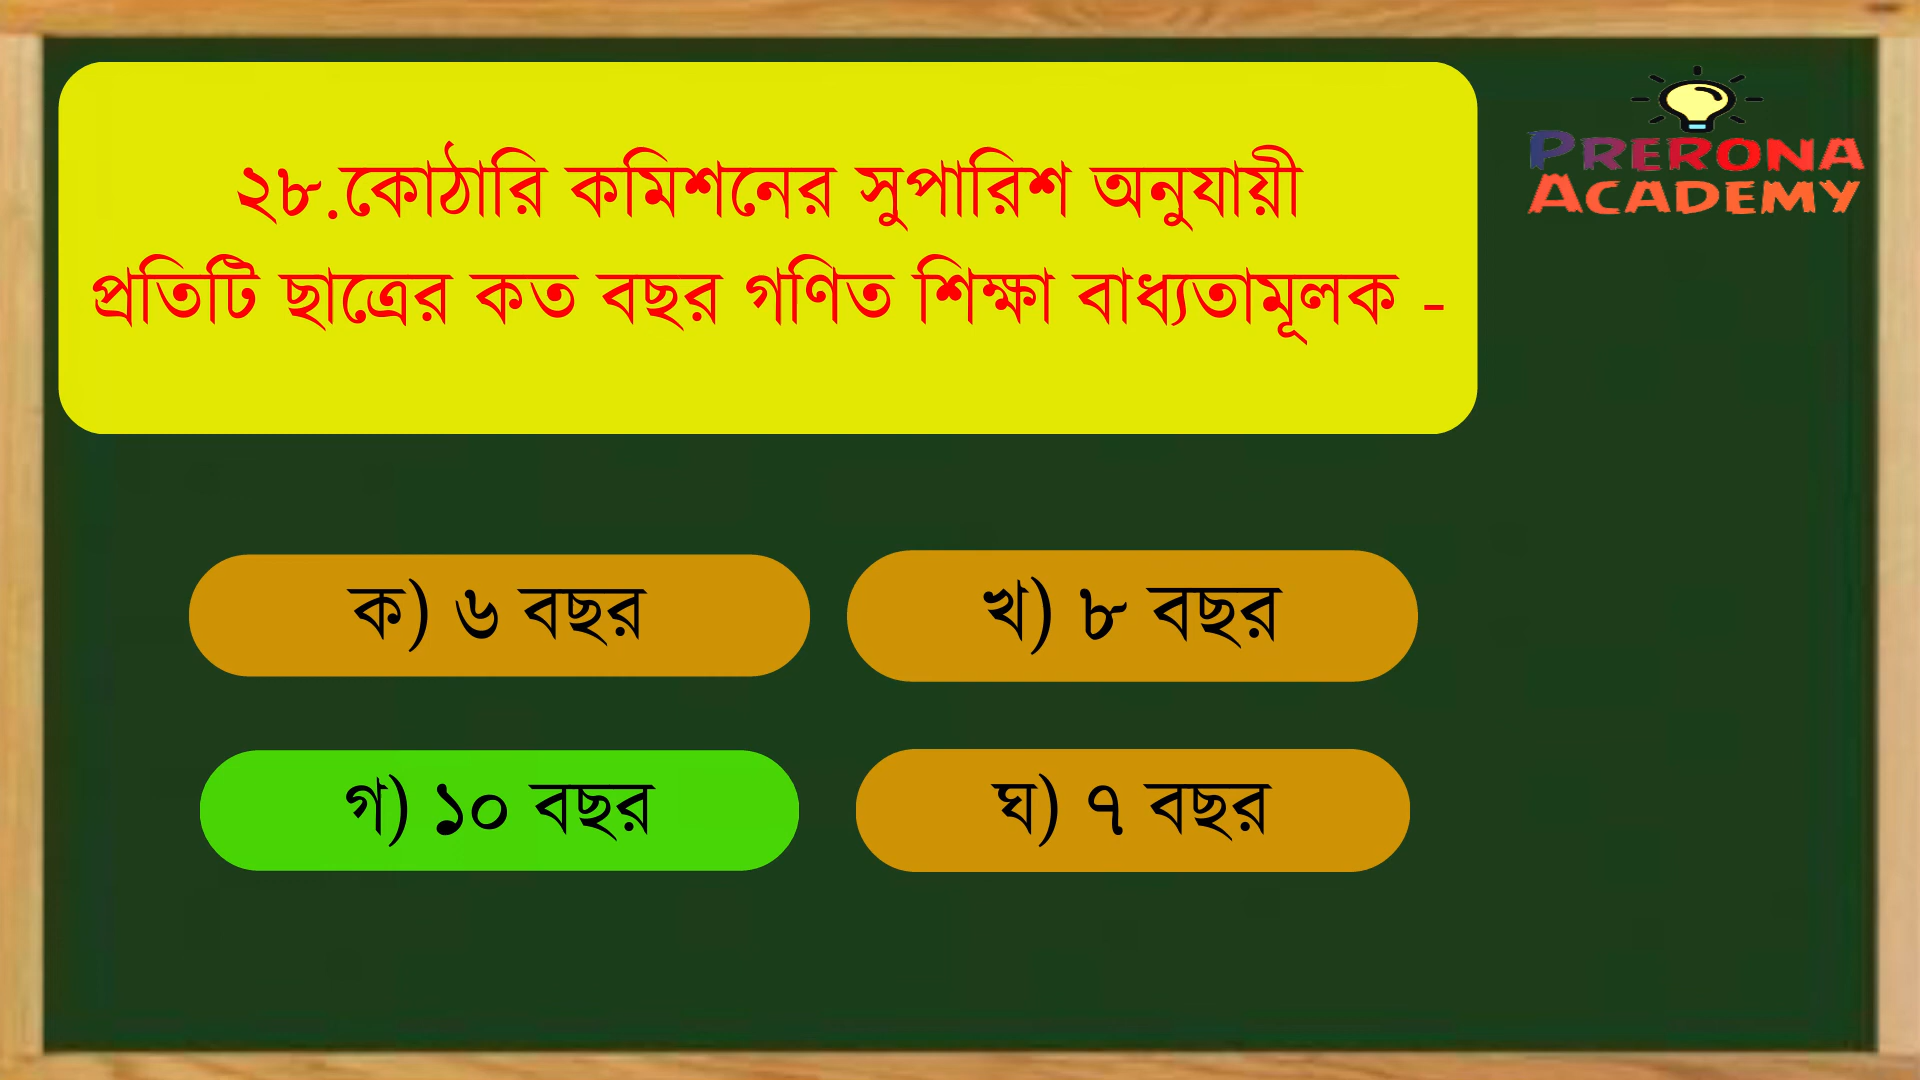 ২৮.কোঠারি কমিশনের সুপারিশ অনুযায়ী
প্রতিটি ছাত্রের কত বছর গণিত শিক্ষা বাধ্যতামূলক -
PRERONA
ACADEMY
ক) ৬ বছর
খ) ৮ বছর
গ) ১০ বছর
ঘ) ৭ বছর